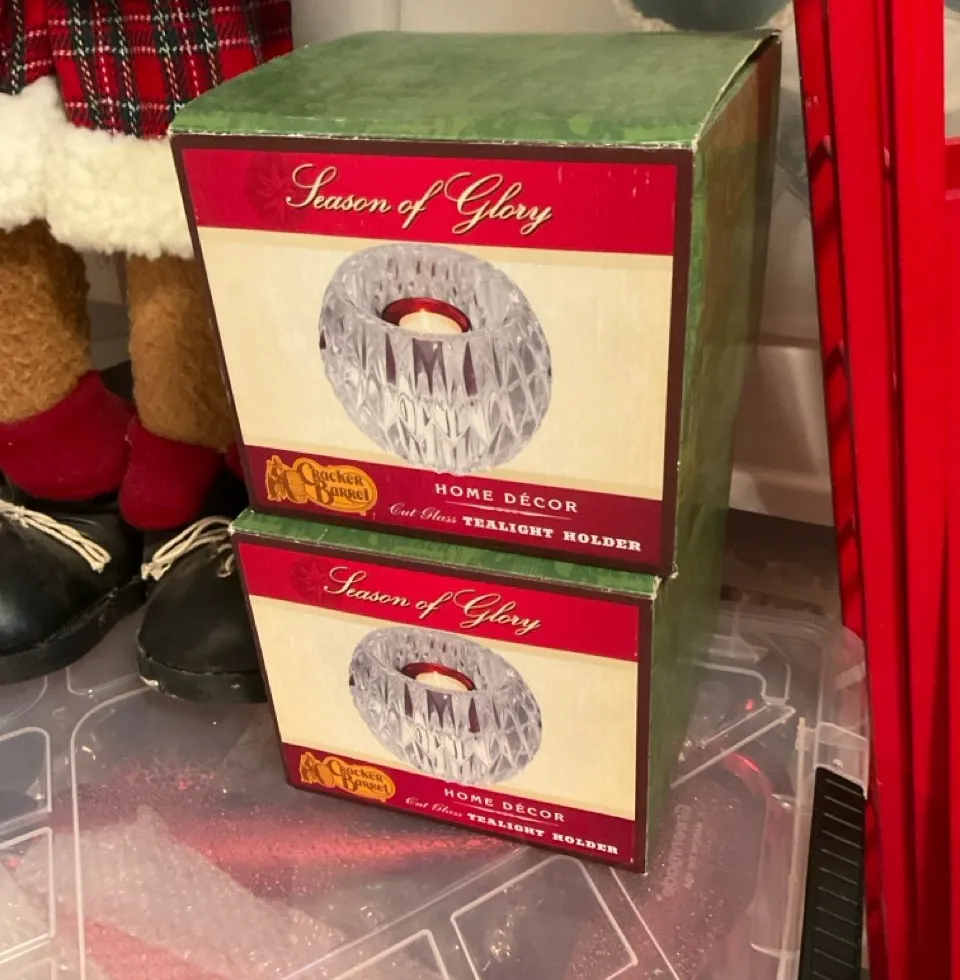 Season of Glory
Cracker Barrel
HOME DÉCOR
Cut Glass TEALIGHT HOLDER
Season of Glory
Cracker Barrel
HOME DÉCOR
Cut Glass TEALIGHT HOLDER